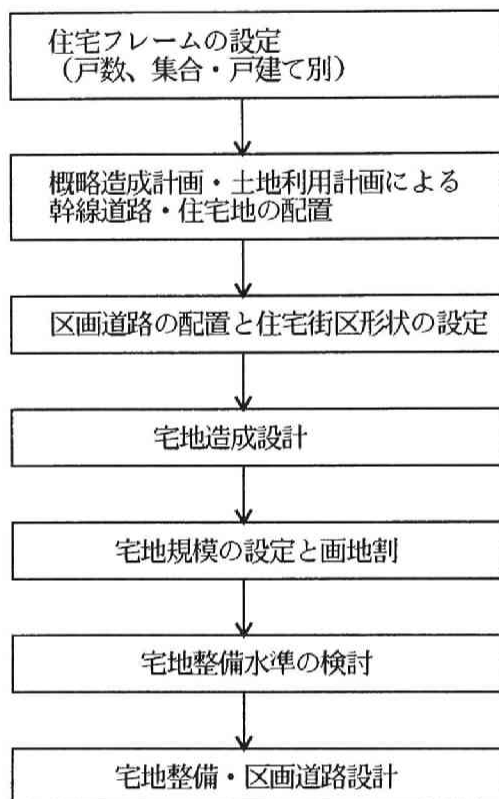 住宅フレームの設定
（戸数、集合・戸建て別）
概略造成計画・土地利用計画による
幹線道路・住宅地の配置
区画道路の配置と住宅街区形状の設定
宅地造成設計
宅地規模の設定と画地割
宅地整備水準の検討
宅地整備・区画道路設計